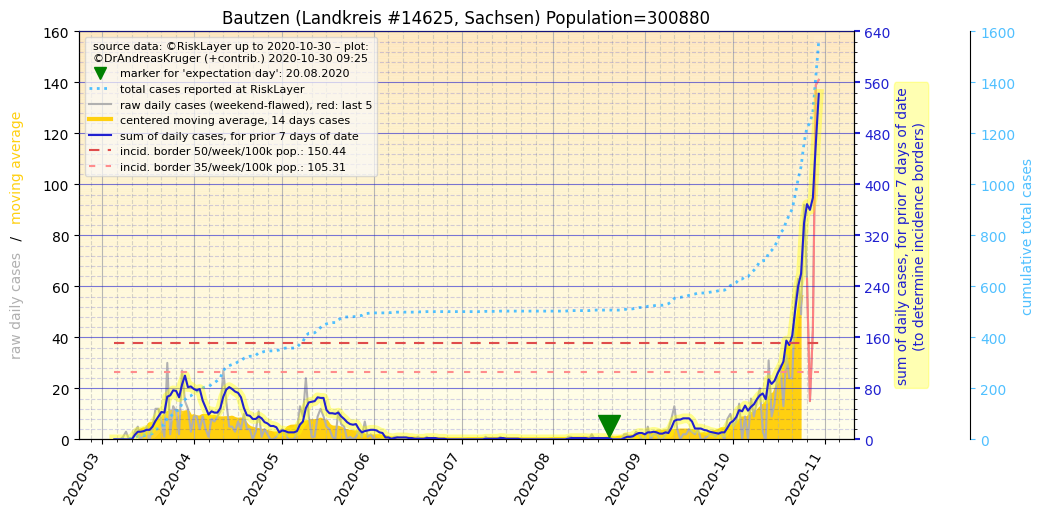 Bautzen (Landkreis #14625, Sachsen) Population=300880
source data: ©RiskLayer up to 2020-10-30 – plot:
©DrAndreasKruger (+contrib.) 2020-10-30 09:25
marker for 'expectation day': 20.08.2020
total cases reported at RiskLayer
raw daily cases (weekend-flawed), red: last 5
centered moving average, 14 days cases
sum of daily cases, for prior 7 days of date
incid. border 50/week/100k pop.: 150.44
incid. border 35/week/100k pop.: 105.31
raw daily cases / moving average
160
140
120
100
80
60
40
20
0
2020-03
2020-04
2020-05
2020-06
2020-07
2020-08
2020-09
2020-10
2020-11
640
560
480
400
320
240
160
80
0
sum of daily cases, for prior 7 days of date
(to determine incidence borders)
1600
1400
1200
1000
800
600
400
200
0
cumulative total cases